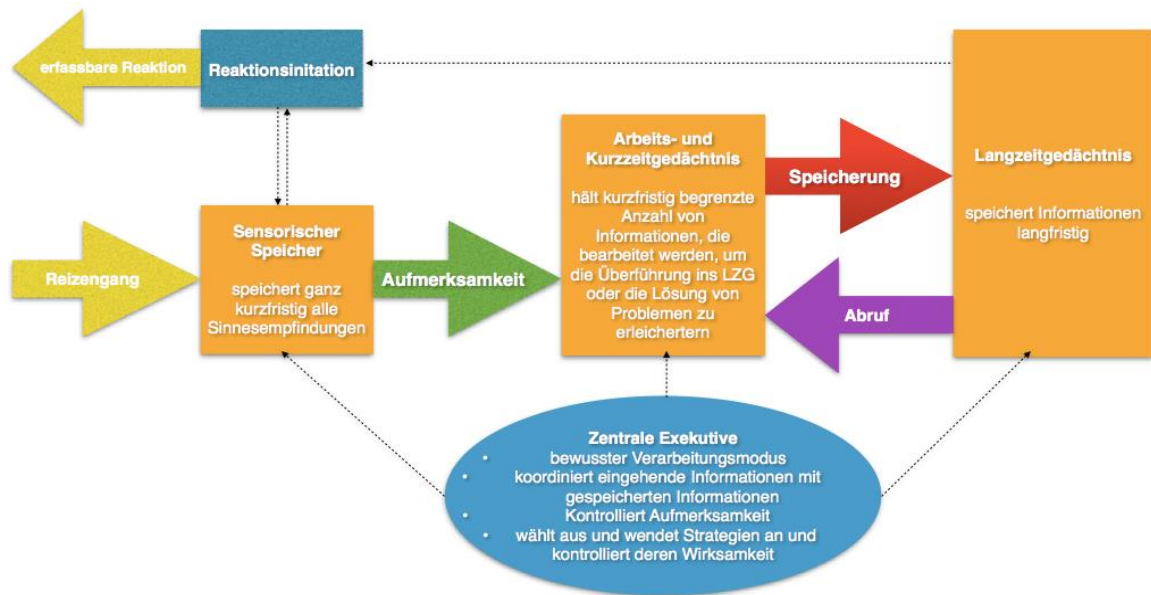 erfassbare Reaktion
Reaktionsinitation
Reizengang
Sensorischer
Speicher
speichert ganz
kurzfristig alle
Sinnesempfindungen
Aufmerksamkeit
Arbeits- und
Kurzzeitgedächtnis
hält kurzfristig begrenzte
Anzahl von
Informationen, die
bearbeitet werden, um
die Überführung ins LZG
oder die Lösung von
Problemen zu
erleichertern
Speicherung
Abruf
Langzeitgedächtnis
speichert Informationen
langfristig
Zentrale Exekutive
• bewusster Verarbeitungsmodus
• koordiniert eingehende Informationen mit
gespeicherten Informationen
• Kontrolliert Aufmerksamkeit
• wählt aus und wendet Strategien an und
kontrolliert deren Wirksamkeit